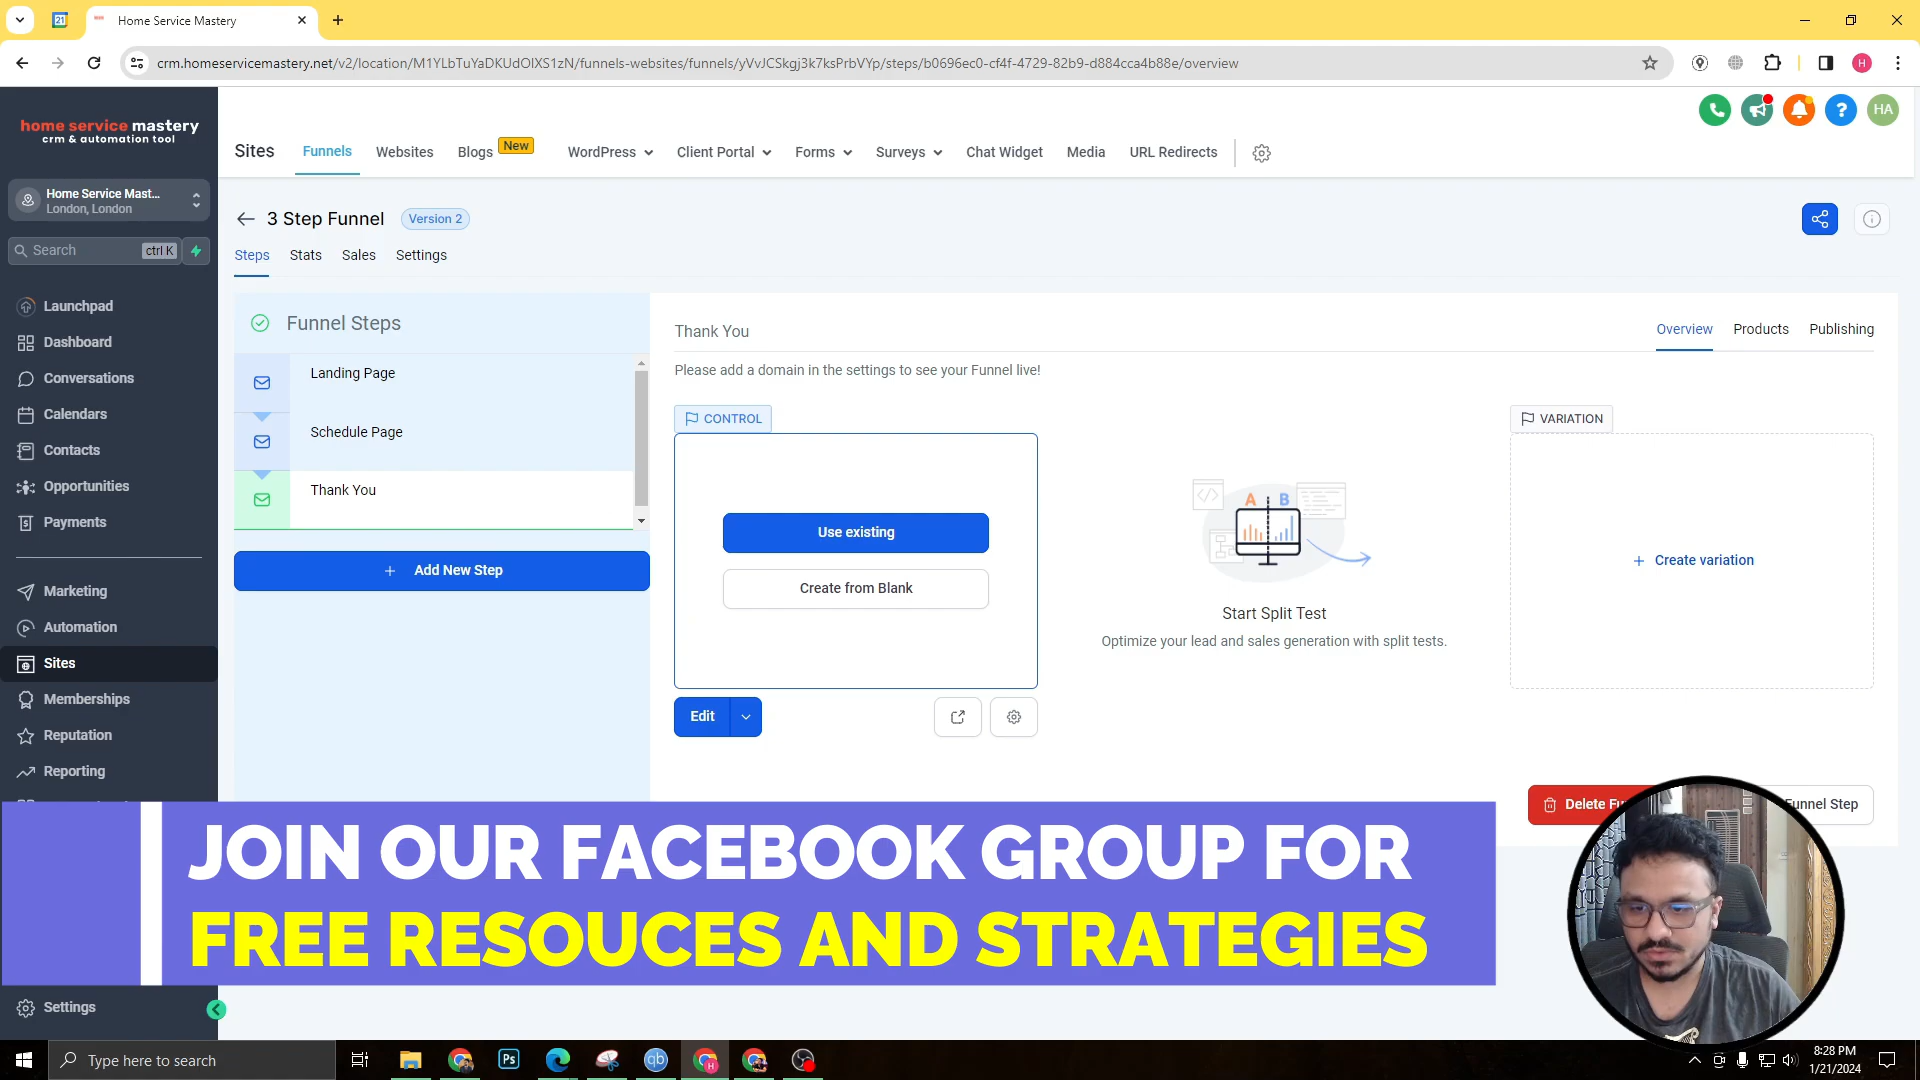 21
Home Service Mastery
crm.homeservicemastery.net/v2/location/M1YLbTuYaDKUdOIXS1zN/funnels-websites/funnels/yVvJCSkgj3k7ksPrbVYp/steps/b0696ec0-cf4f-4729-82b9-d884cca4b88e/overview
H
home service mastery
crm & automation tool
HA
Sites
Funnels
Websites
Blogs
New
WordPress
Client Portal
Forms
Surveys
Chat Widget
Media
URL Redirects
Home Service Mast...
London, London
Search
ctrl K
3 Step Funnel
Version 2
Steps
Stats
Sales
Settings
Launchpad
Dashboard
Conversations
Calendars
Contacts
Opportunities
Payments
Marketing
Automation
Sites
Memberships
Reputation
Reporting
Settings
Funnel Steps
Landing Page
Schedule Page
Thank You
Add New Step
Thank You
Overview
Products
Publishing
Please add a domain in the settings to see your Funnel live!
CONTROL
Use existing
Create from Blank
Edit
A B
Start Split Test
Optimize your lead and sales generation with split tests.
VARIATION
Create variation
Delete
Funnel Step
JOIN OUR FACEBOOK GROUP FOR
FREE RESOUCES AND STRATEGIES
Type here to search
Ps
qb
8:28 PM
1/21/2024